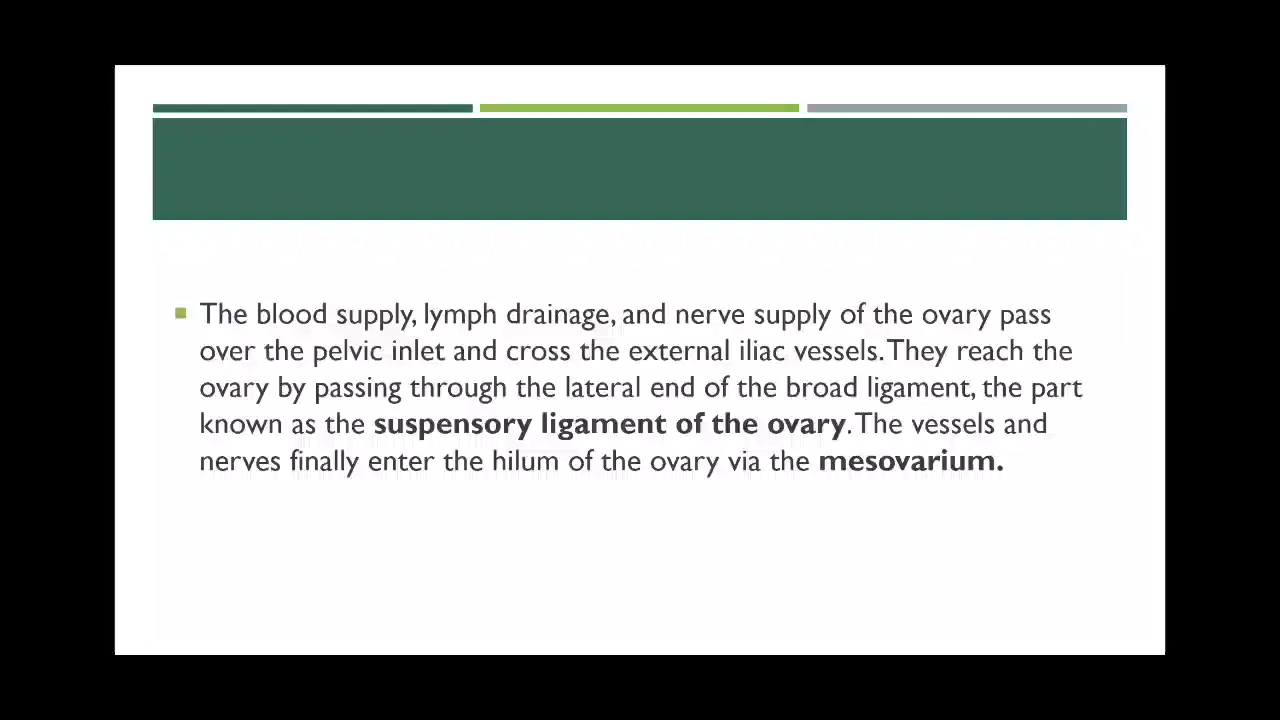 The blood supply, lymph drainage, and nerve supply of the ovary pass
over the pelvic inlet and cross the external iliac vessels. They reach the
ovary by passing through the lateral end of the broad ligament, the part
known as the suspensory ligament of the ovary. The vessels and
nerves finally enter the hilum of the ovary via the mesovarium.